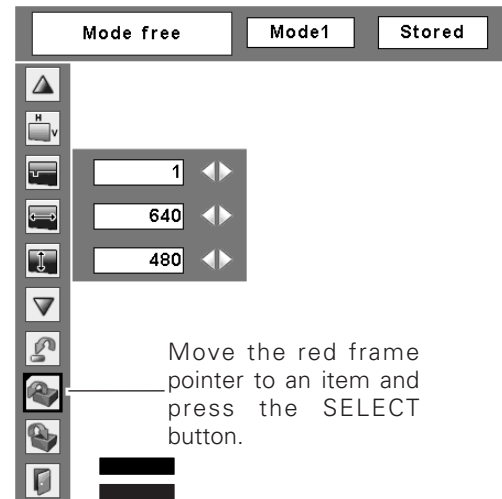 Mode free Mode1 Stored
H
V
1
640
480
Move the red frame
pointer to an item and
press the SELECT
button.